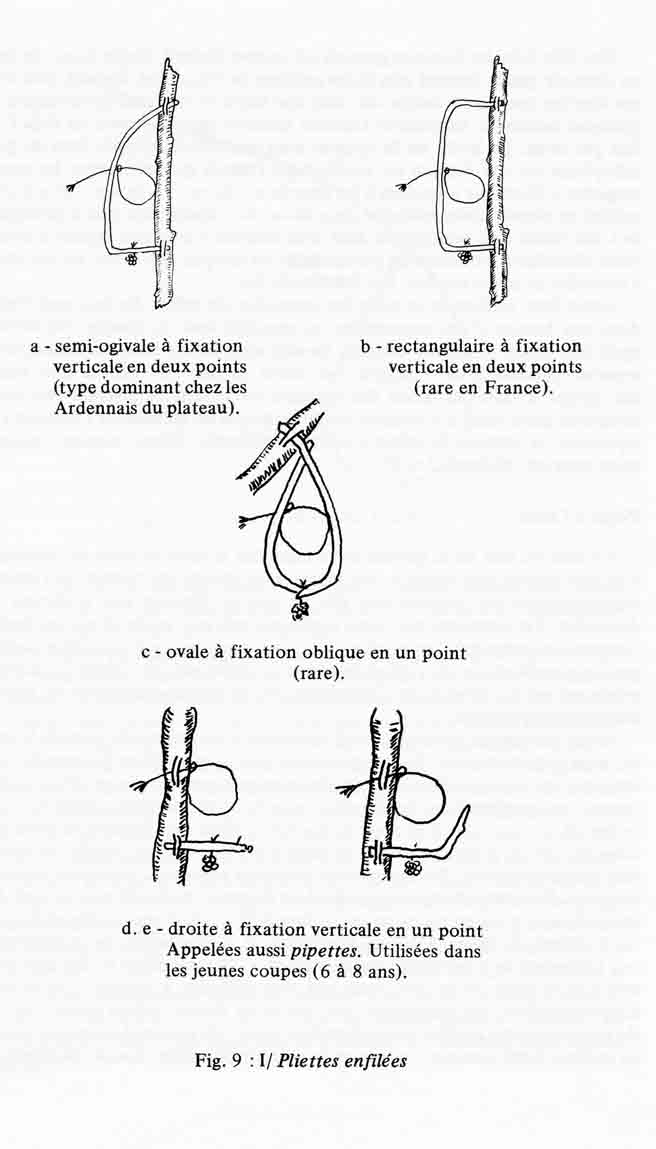 a - semi-ogivale à fixation
verticale en deux points
(type dominant chez les
Ardennais du plateau).
b - rectangulaire à fixation
verticale en deux points
(rare en France).
c - ovale à fixation oblique en un point
(rare).
d. e - droite à fixation verticale en un point
Appelées aussi pipettes. Utilisées dans
les jeunes coupes (6 à 8 ans).
Fig. 9 : I/ Pliettes enfilées